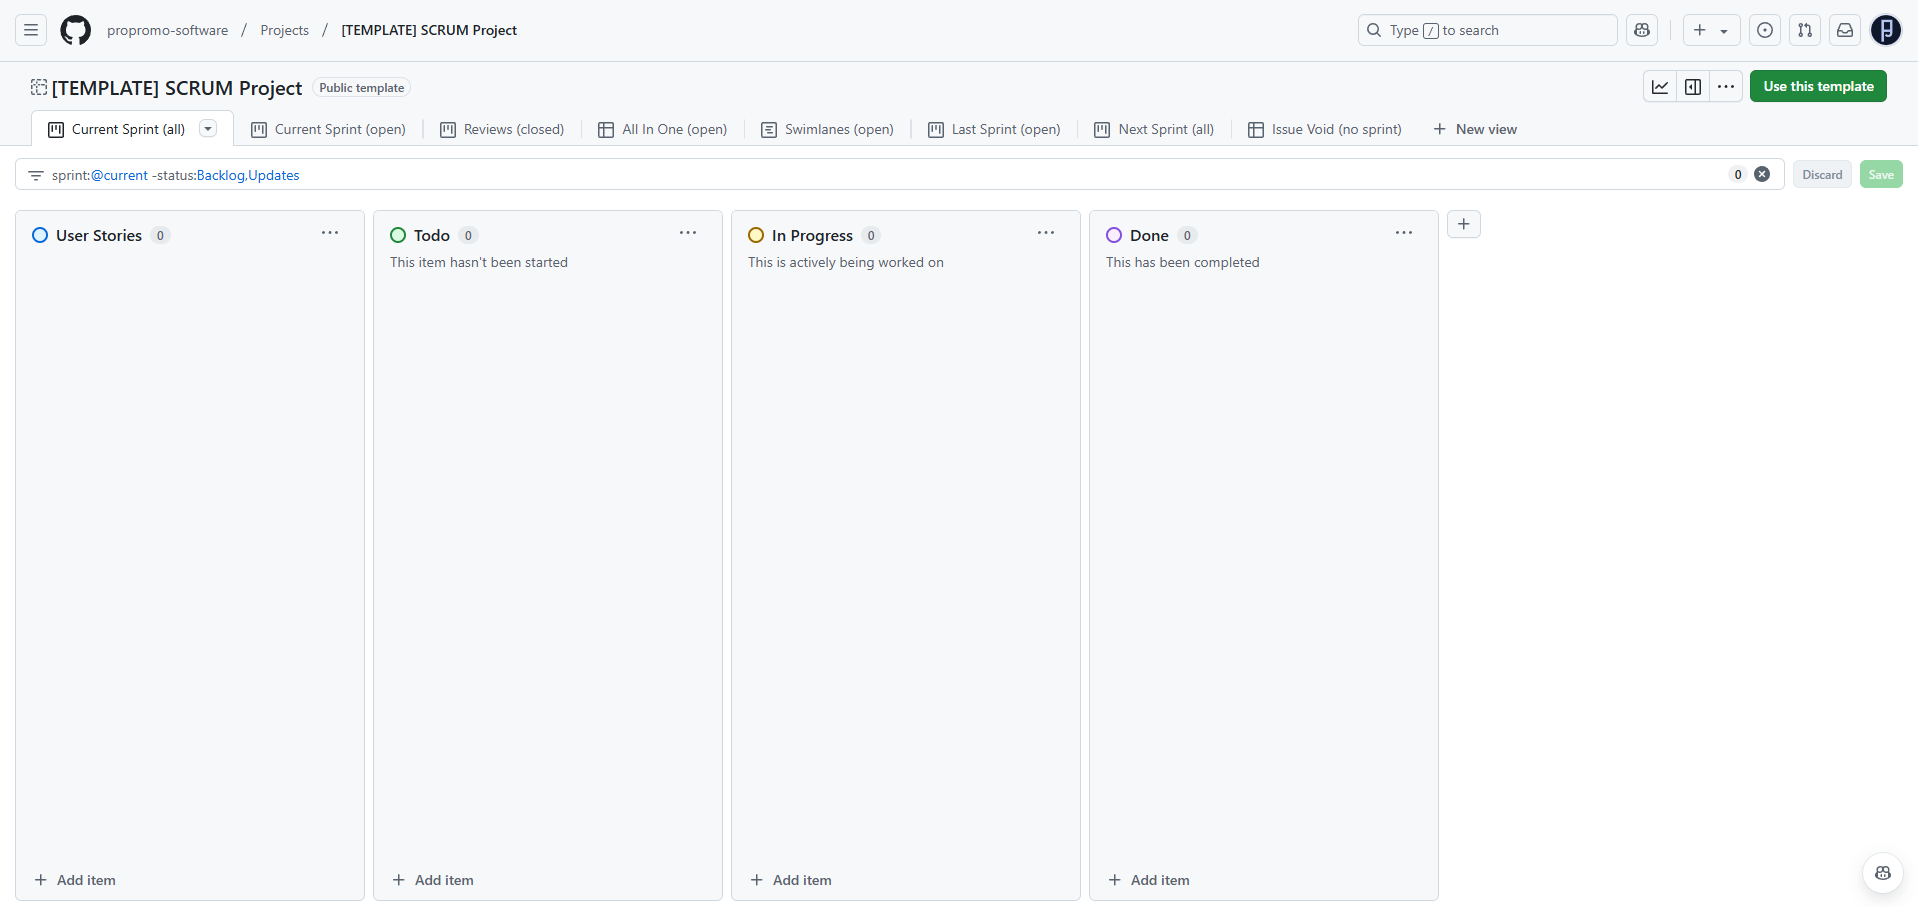 propromo-software / Projects / [TEMPLATE] SCRUM Project
Type / to search
[TEMPLATE] SCRUM Project
Public template
Use this template
Current Sprint (all)
Current Sprint (open)
Reviews (closed)
All In One (open)
Swimlanes (open)
Last Sprint (open)
Next Sprint (all)
Issue Void (no sprint)
New view
sprint:@current -status:Backlog,Updates
0
Discard
Save
User Stories 0
Todo 0
This item hasn't been started
In Progress 0
This is actively being worked on
Done 0
This has been completed
Add item
Add item
Add item
Add item